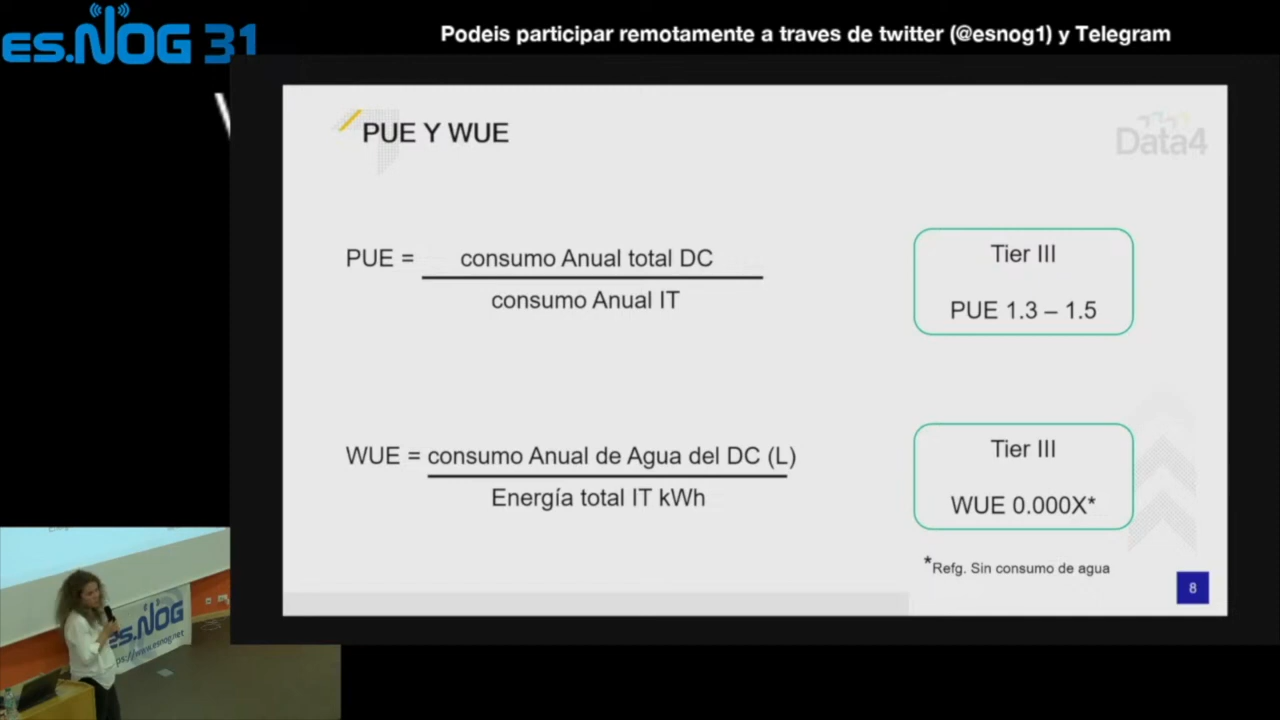 es.NOG 31
Podeis participar remotamente a traves de twitter (@esnog1) y Telegram
PUE Y WUE
Data4
PUE = consumo Anual total DC
consumo Anual IT
Tier III
PUE 1.3 – 1.5
WUE = consumo Anual de Agua del DC (L)
Energía total IT kWh
Tier III
WUE 0.000X*
*Refg. Sin consumo de agua
8
es.NOG